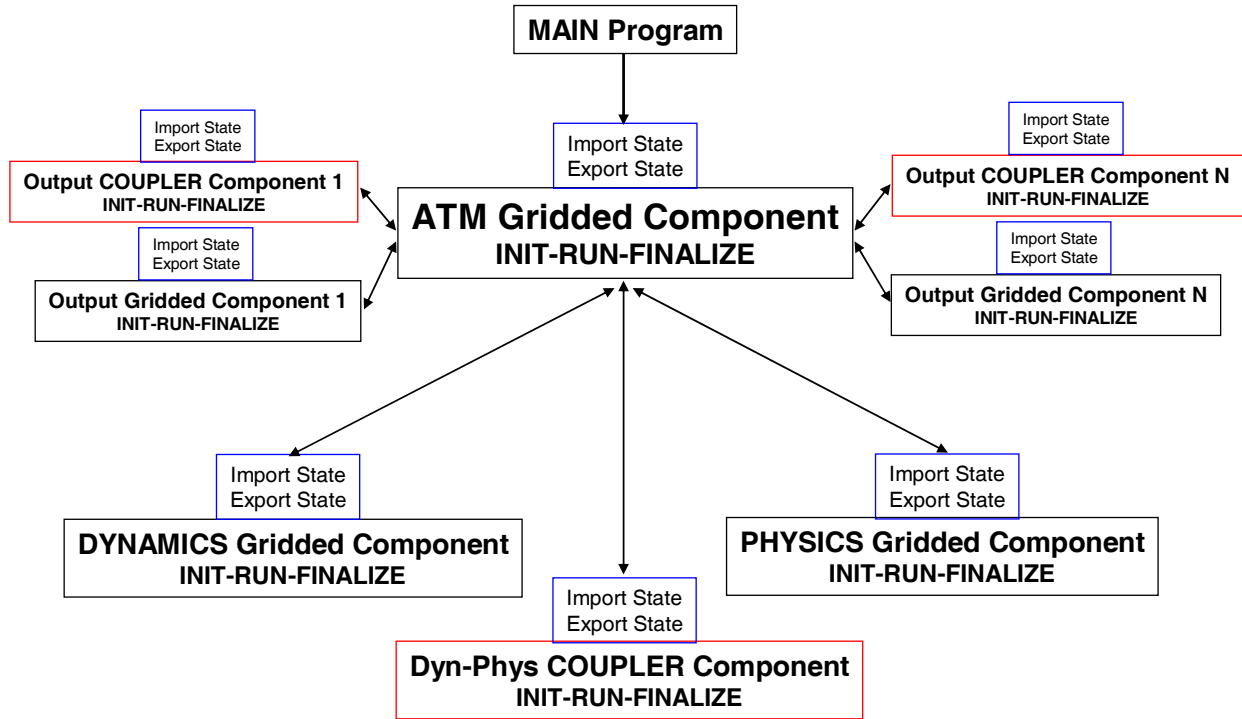 MAIN Program
Import State
Export State
Output COUPLER Component 1
INIT-RUN-FINALIZE
Import State
Export State
Output Gridded Component 1
INIT-RUN-FINALIZE
Import State
Export State
ATM Gridded Component
INIT-RUN-FINALIZE
Import State
Export State
Output COUPLER Component N
INIT-RUN-FINALIZE
Import State
Export State
Output Gridded Component N
INIT-RUN-FINALIZE
Import State
Export State
DYNAMICS Gridded Component
INIT-RUN-FINALIZE
Import State
Export State
Dyn-Phys COUPLER Component
INIT-RUN-FINALIZE
Import State
Export State
PHYSICS Gridded Component
INIT-RUN-FINALIZE